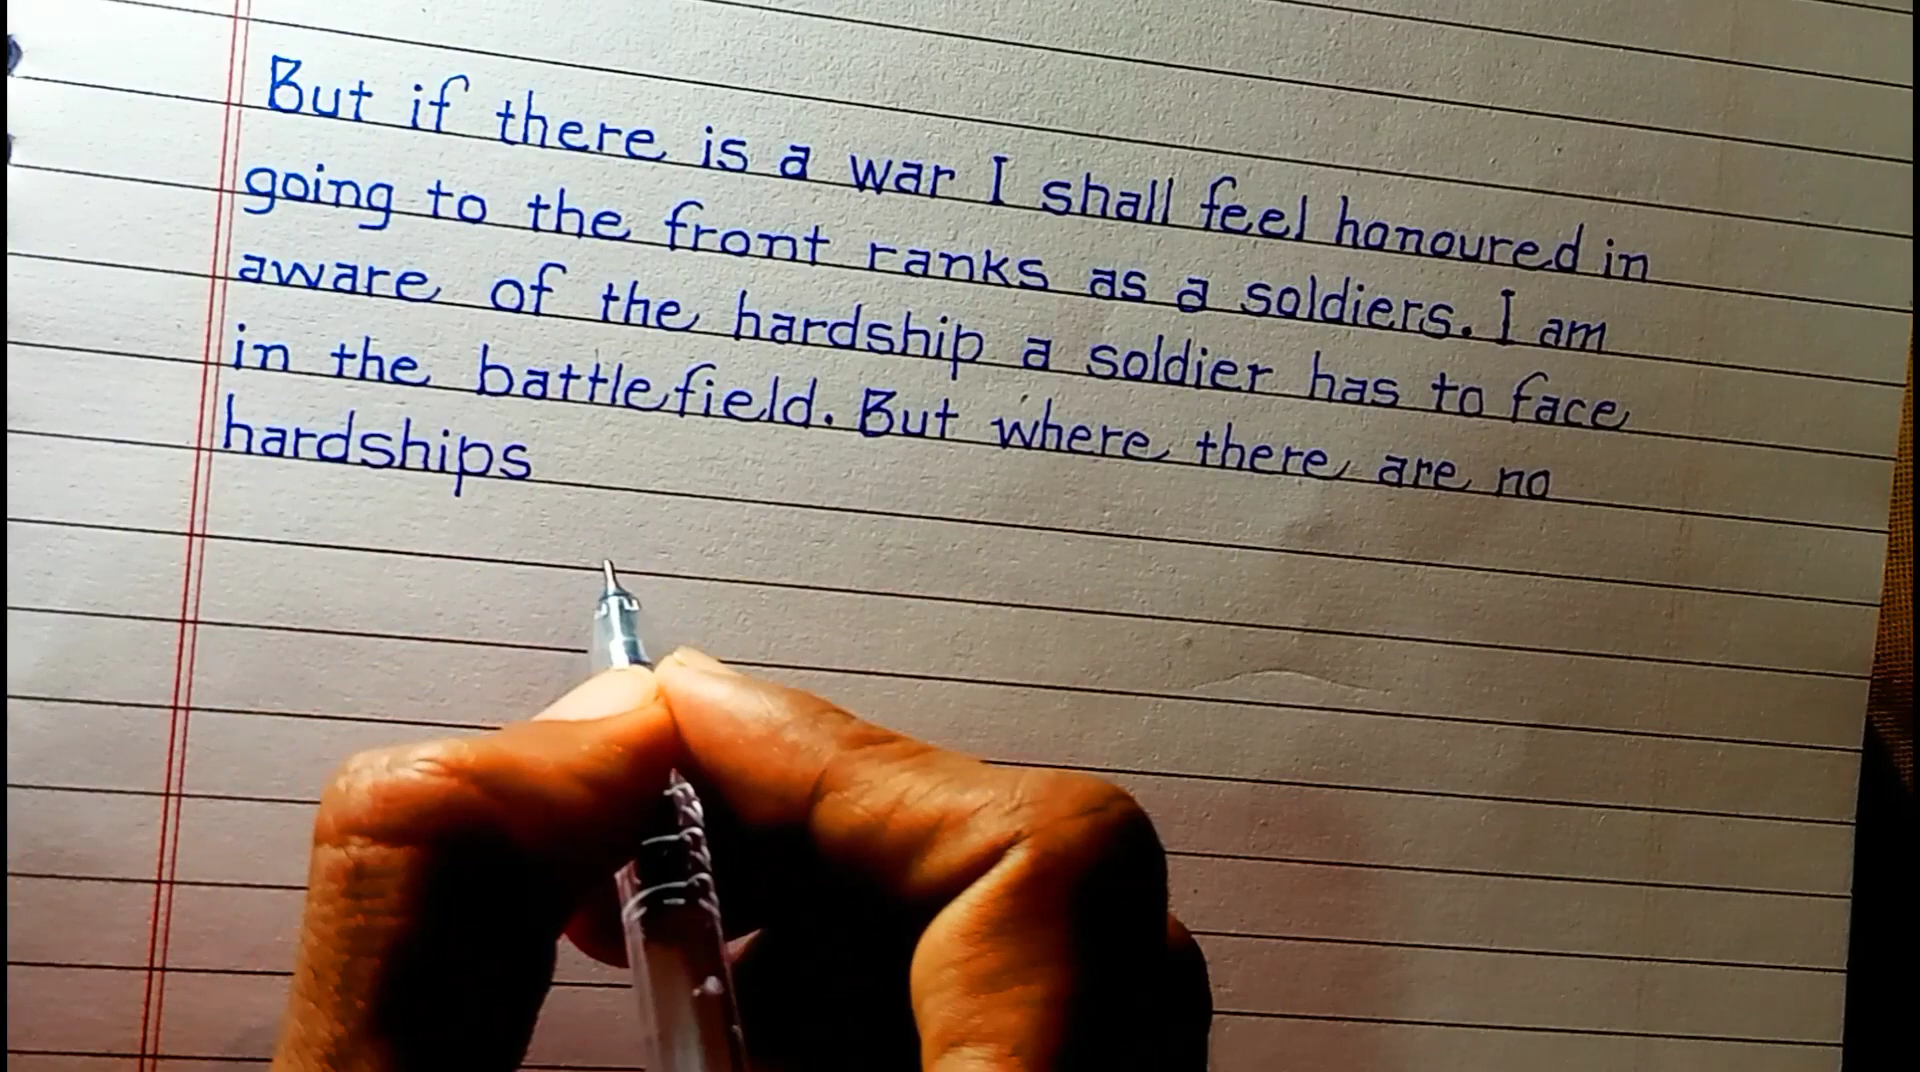 But if there is a war I shall feel honoured in
going to the front ranks as a soldiers. I am
aware of the hardship a soldier has to face
in the battlefield. But where there are no
hardships